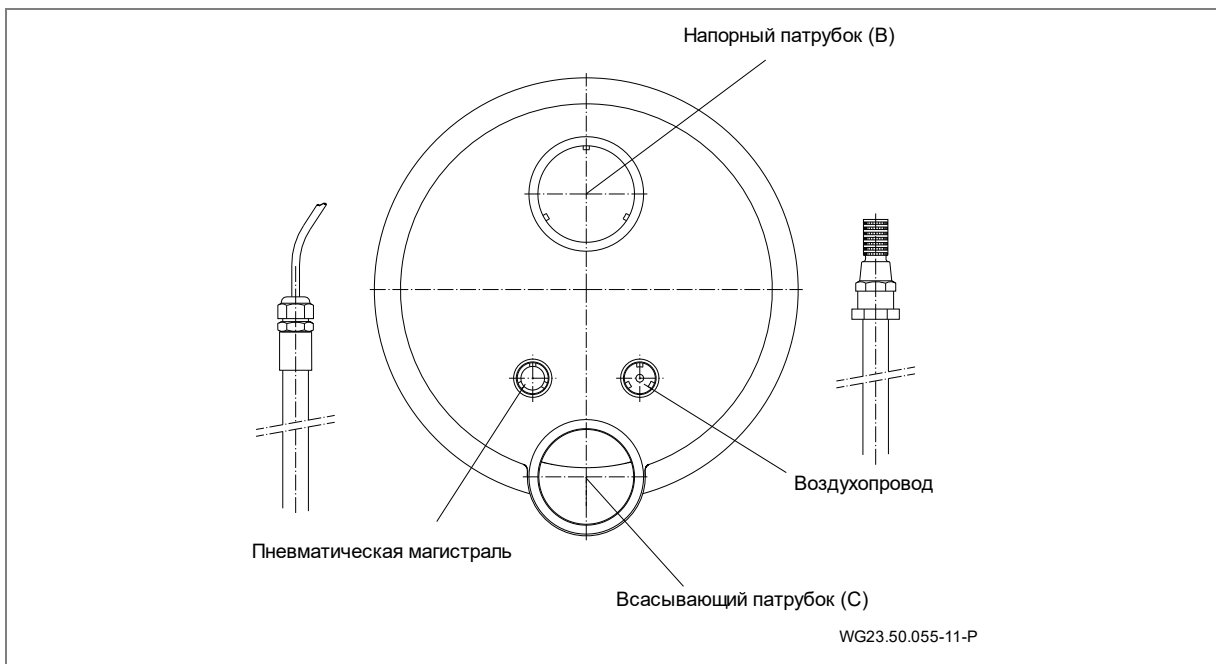 Напорный патрубок (B)
Воздухопровод
Пневматическая магистраль
Всасывающий патрубок (C)
WG23.50.055-11-P